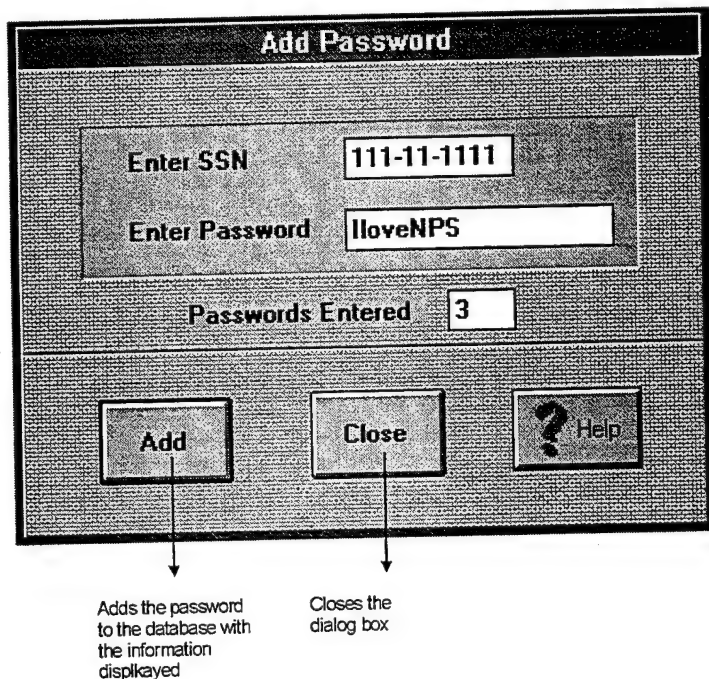 Add Password
Enter SSN 111-11-1111
Enter Password IloveNPS
Passwords Entered 3
Add Close ? Help
Adds the password
to the database with
the information
displkayed
Closes the
dialog box